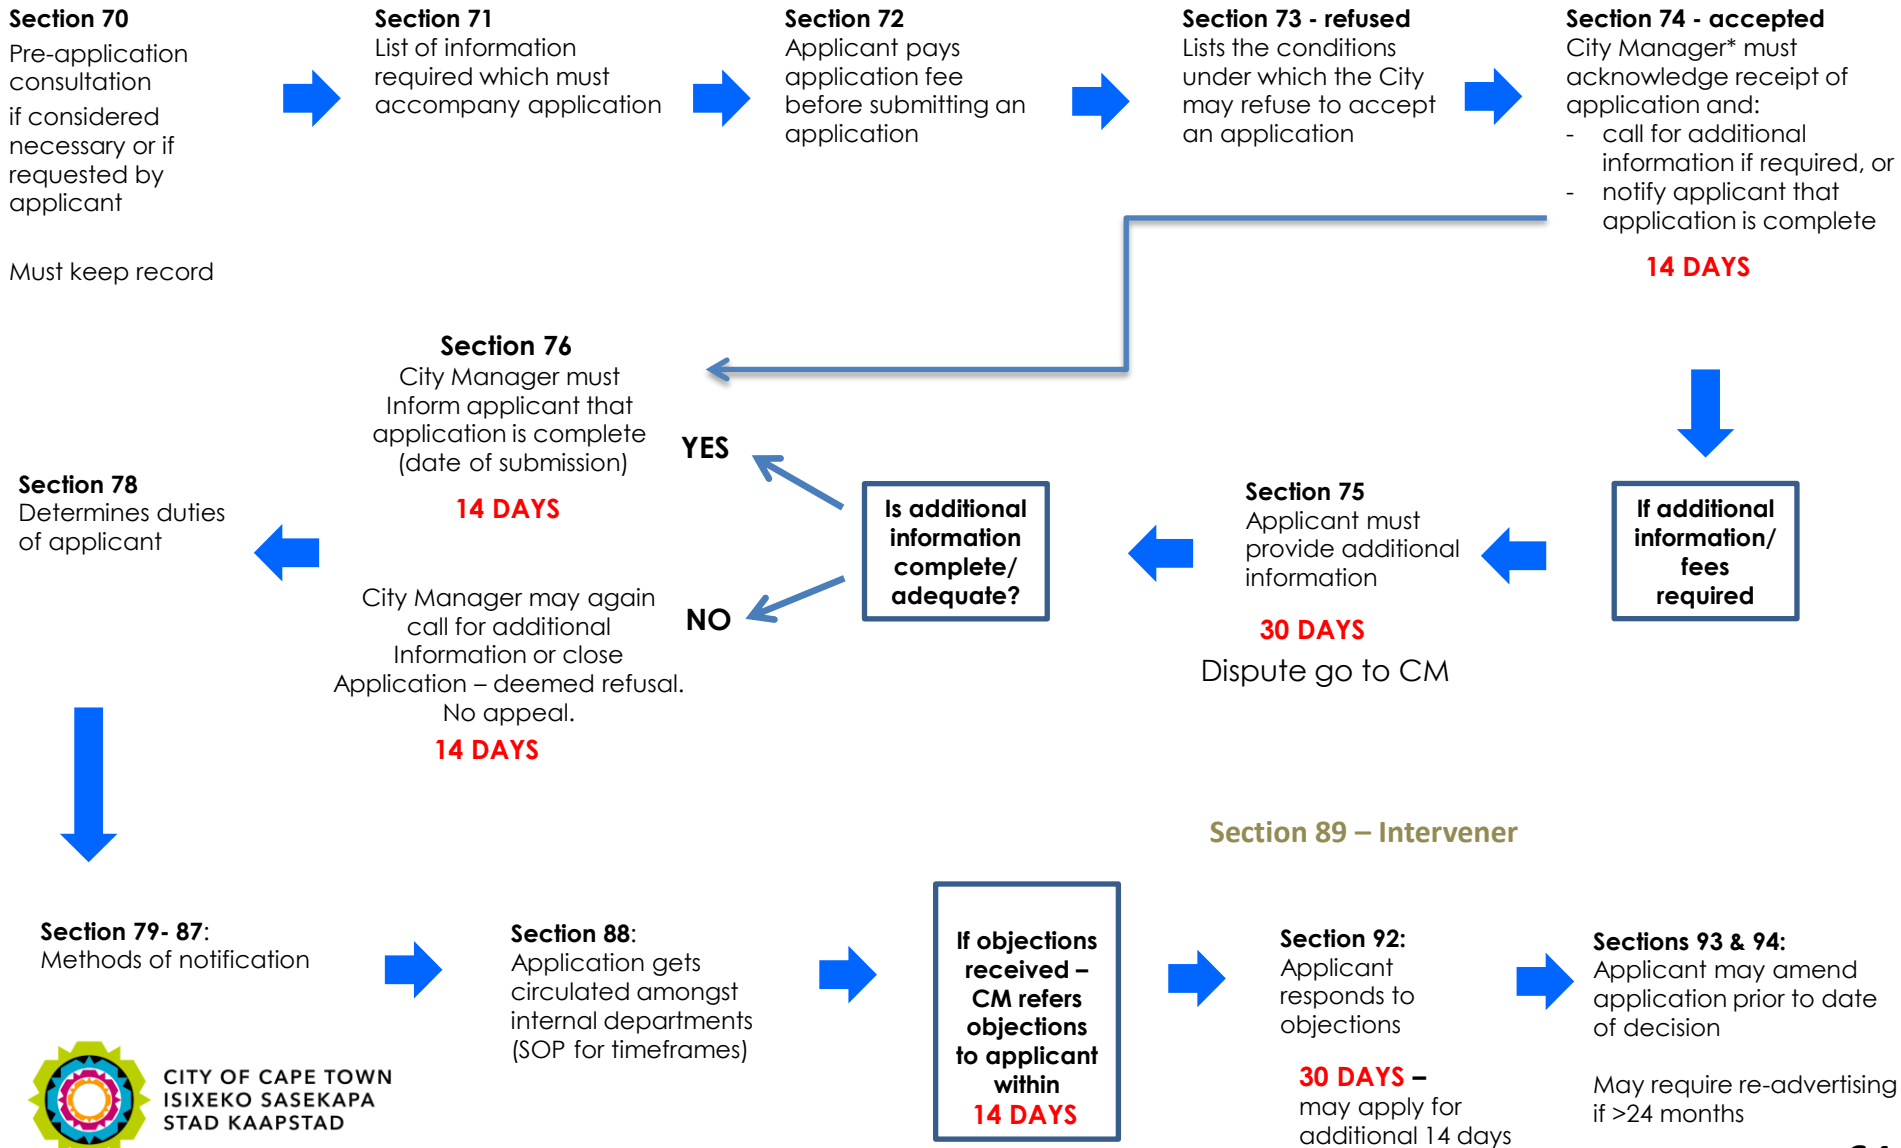 Section 70
Pre-application
consultation
if considered
necessary or if
requested by
applicant
Must keep record
Section 71
List of information
required which must
accompany application
Section 72
Applicant pays
application fee
before submitting an
application
Section 73 - refused
Lists the conditions
under which the City
may refuse to accept
an application
Section 74 - accepted
City Manager* must
acknowledge receipt of
application and:
- call for additional
information if required, or
- notify applicant that
application is complete
14 DAYS
If additional
information/
fees
required
Section 75
Applicant must
provide additional
information
30 DAYS
Dispute go to CM
Is additional
information
complete/
adequate?
YES
NO
Section 76
City Manager must
Inform applicant that
application is complete
(date of submission)
14 DAYS
City Manager may again
call for additional
Information or close
Application – deemed refusal.
No appeal.
14 DAYS
Section 78
Determines duties
of applicant
Section 89 – Intervener
Section 79- 87:
Methods of notification
Section 88:
Application gets
circulated amongst
internal departments
(SOP for timeframes)
If objections
received –
CM refers
objections
to applicant
within
14 DAYS
Section 92:
Applicant
responds to
objections
30 DAYS –
may apply for
additional 14 days
Sections 93 & 94:
Applicant may amend
application prior to date
of decision
May require re-advertising
if >24 months
CITY OF CAPE TOWN
ISIXEKO SASEKAPA
STAD KAAPSTAD